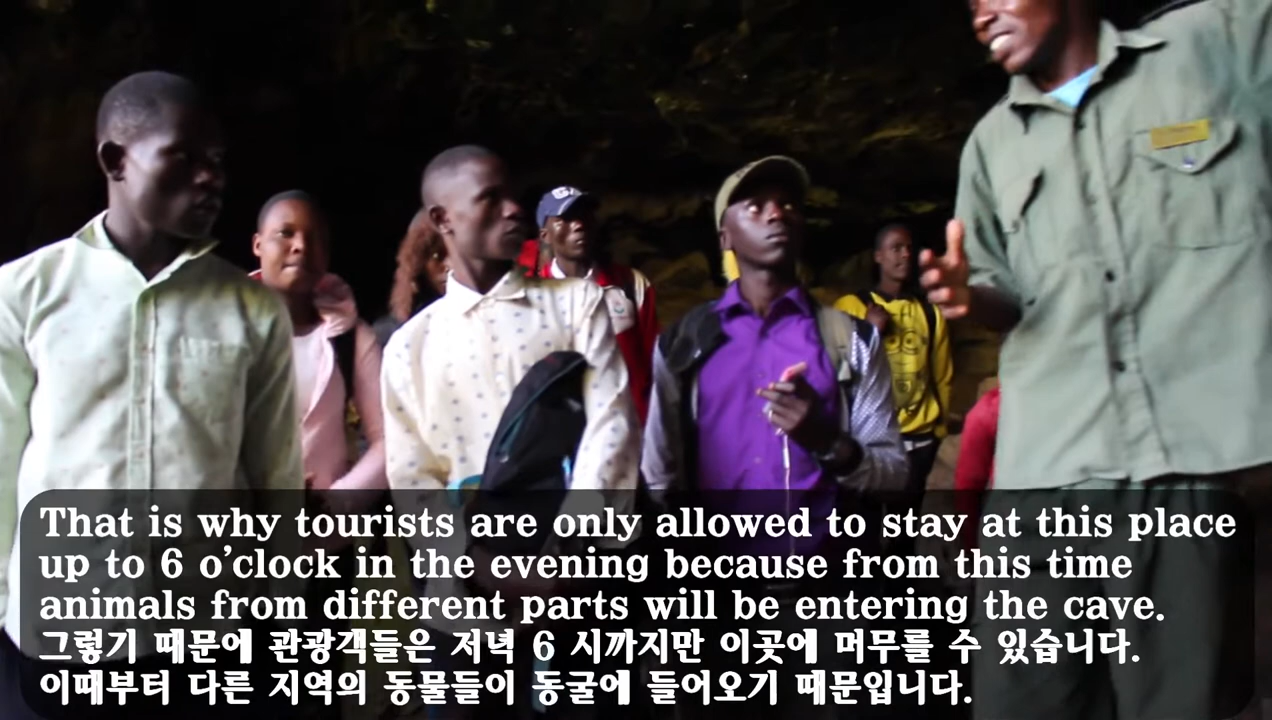 That is why tourists are only allowed to stay at this place
up to 6 o’clock in the evening because from this time
animals from different parts will be entering the cave.
그렇기 때문에 관광객들은 저녁 6 시까지만 이곳에 머무를 수 있습니다.
이때부터 다른 지역의 동물들이 동굴에 들어오기 때문입니다.